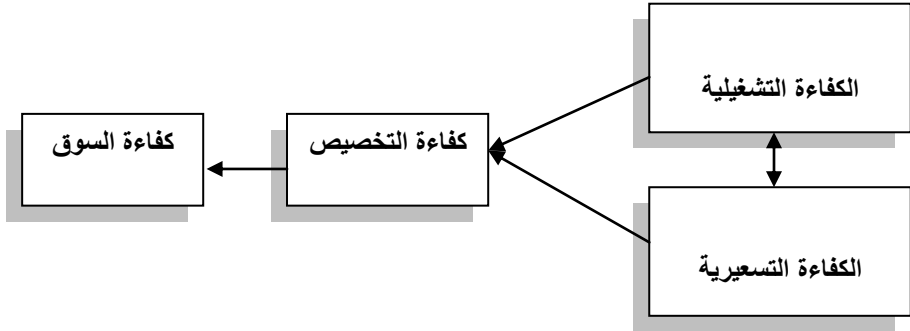 الكفاءة التشغيلية
كفاءة التخصيص
كفاءة السوق
الكفاءة التسعيرية